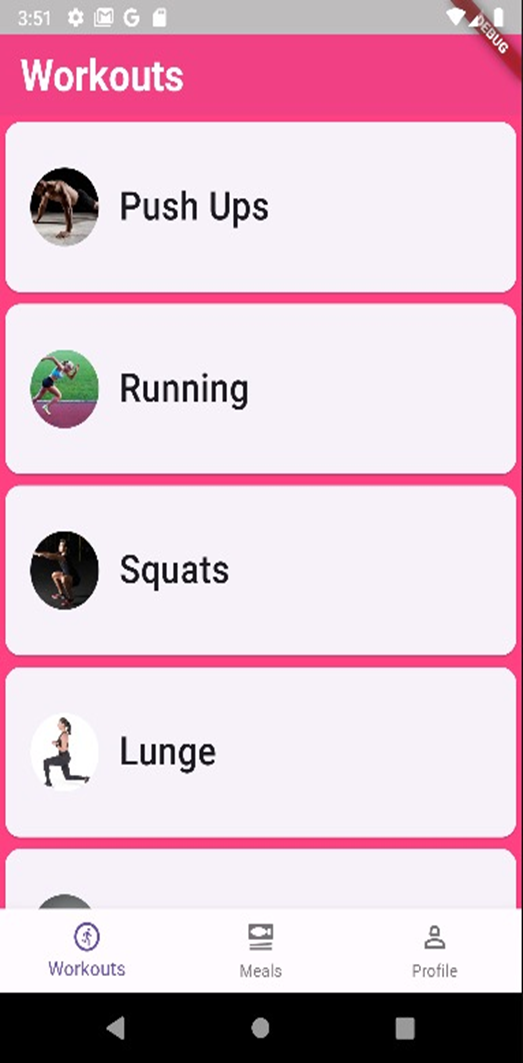 3:51
DEBUG
Workouts
Push Ups
Running
Squats
Lunge
Workouts
Meals
Profile